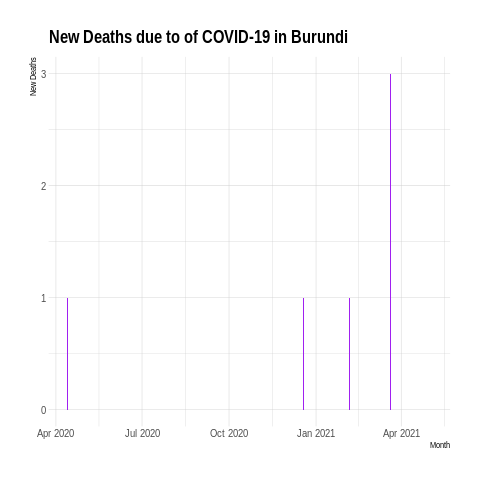 New Deaths due to of COVID-19 in Burundi
New Deaths
3
2
1
0
Apr 2020 Jul 2020 Oct 2020 Jan 2021 Apr 2021
Month